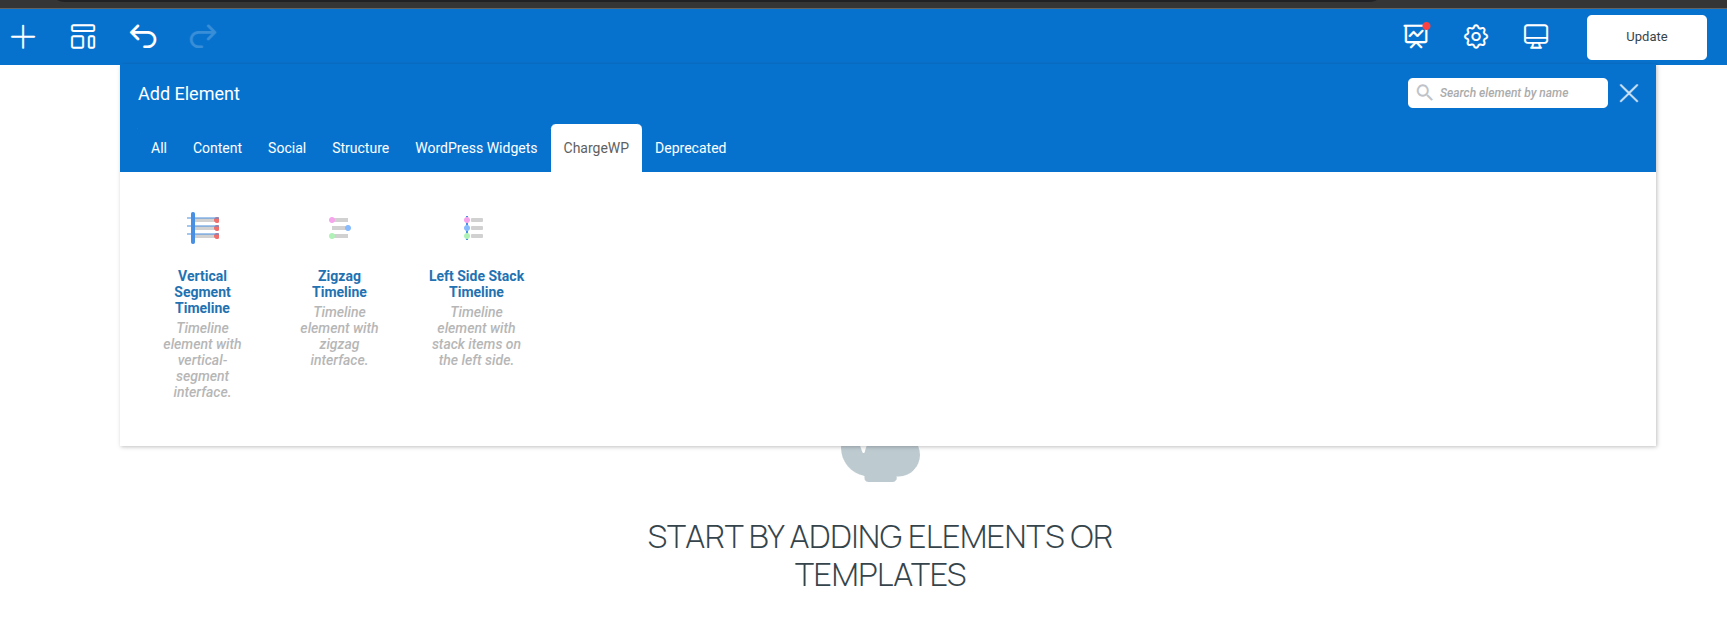 Update
Add Element
Search element by name
All Content Social Structure WordPress Widgets ChargeWP Deprecated
Vertical
Segment
Timeline
Timeline
element with
vertical-
segment
interface.
Zigzag
Timeline
Timeline
element with
zigzag
interface.
Left Side Stack
Timeline
Timeline
element with
stack items on
the left side.
START BY ADDING ELEMENTS OR
TEMPLATES